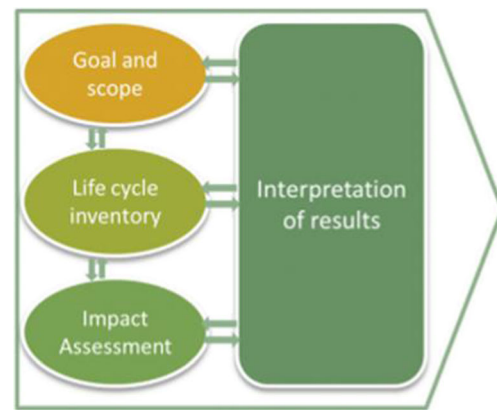 Goal and
scope
Life cycle
inventory
Interpretation
of results
Impact
Assessment